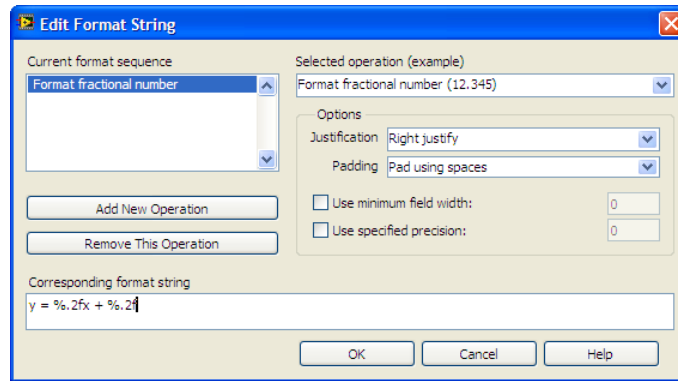 Edit Format String
Current format sequence
Format fractional number
Selected operation (example)
Format fractional number (12.345)
Options
Justification Right justify
Padding Pad using spaces
Use minimum field width: 0
Use specified precision: 0
Add New Operation
Remove This Operation
Corresponding format string
y = %.2fx + %.2f
OK Cancel Help